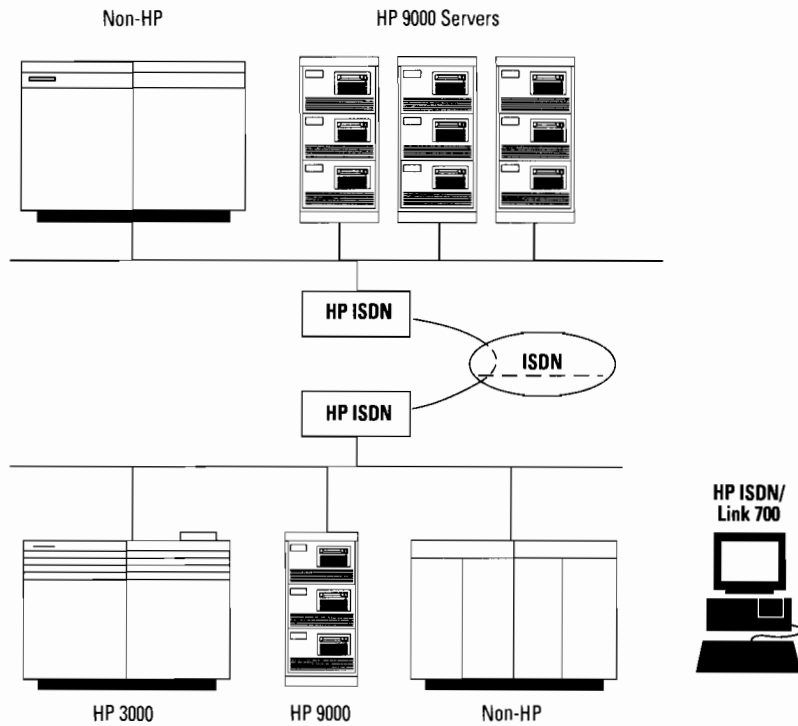 Non-HP
HP 9000 Servers
HP ISDN
ISDN
HP ISDN
HP ISDN/
Link 700
HP 3000
HP 9000
Non-HP